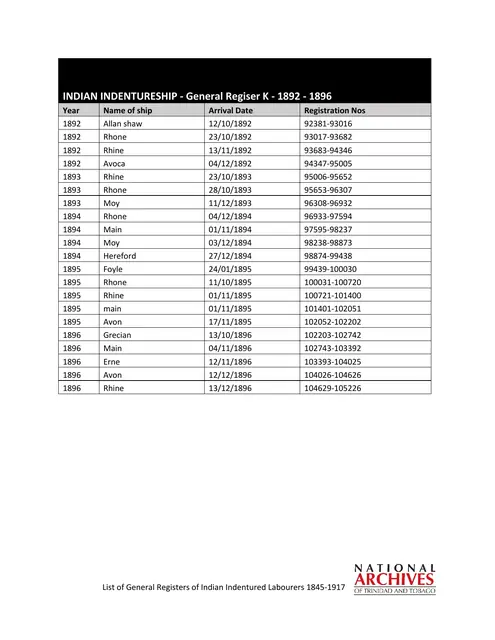 INDIAN INDENTURESHIP - General Regiser K - 1892 - 1896
Year Name of ship Arrival Date Registration Nos
1892 Allan shaw 12/10/1892 92381-93016
1892 Rhone 23/10/1892 93017-93682
1892 Rhine 13/11/1892 93683-94346
1892 Avoca 04/12/1892 94347-95005
1893 Rhine 23/10/1893 95006-95652
1893 Rhone 28/10/1893 95653-96307
1893 Moy 11/12/1893 96308-96932
1894 Rhone 04/12/1894 96933-97594
1894 Main 01/11/1894 97595-98237
1894 Moy 03/12/1894 98238-98873
1894 Hereford 27/12/1894 98874-99438
1895 Foyle 24/01/1895 99439-100030
1895 Rhone 11/10/1895 100031-100720
1895 Rhine 01/11/1895 100721-101400
1895 main 01/11/1895 101401-102051
1895 Avon 17/11/1895 102052-102202
1896 Grecian 13/10/1896 102203-102742
1896 Main 04/11/1896 102743-103392
1896 Erne 12/11/1896 103393-104025
1896 Avon 12/12/1896 104026-104626
1896 Rhine 13/12/1896 104629-105226
List of General Registers of Indian Indentured Labourers 1845-1917
NATIONAL
ARCHIVES
OF TRINIDAD AND TOBAGO